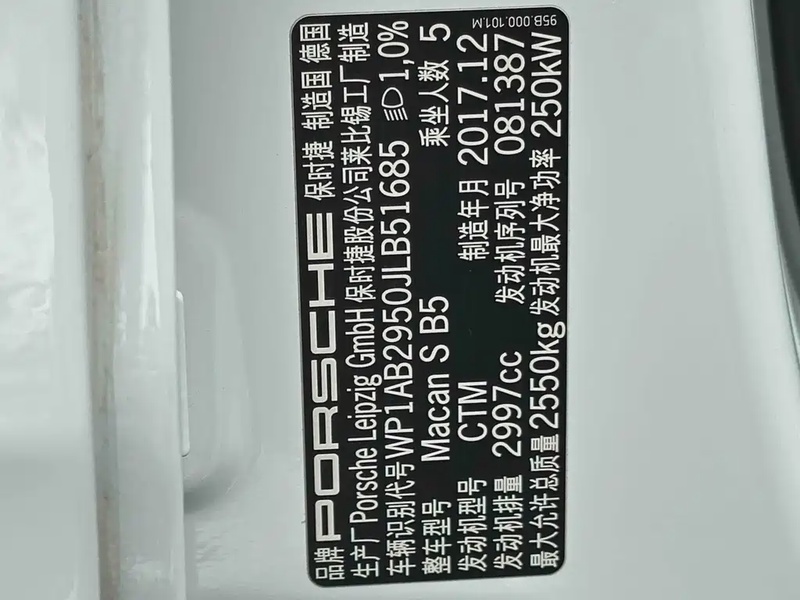 品牌 PORSCHE 保时捷 制造国 德国
生产厂 Porsche Leipzig GmbH 保时捷股份公司莱比锡工厂制造
车辆识别代号 WP1AB2950JLB51685 1,0%
整车型号 Macan S B5 乘坐人数 5
发动机型号 CTM 制造年月 2017.12
发动机排量 2997cc 发动机序列号 081387
最大允许总质量 2550kg 发动机最大净功率 250kW
95B.000.101.M